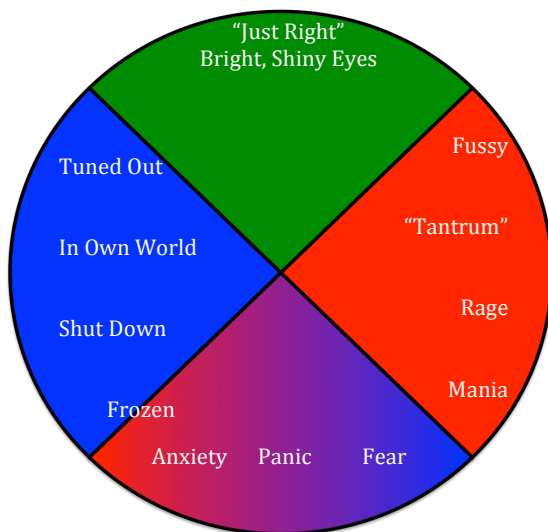 “Just Right”
Bright, Shiny Eyes
Fussy
Tuned Out
“Tantrum”
In Own World
Rage
Shut Down
Mania
Frozen
Anxiety Panic Fear